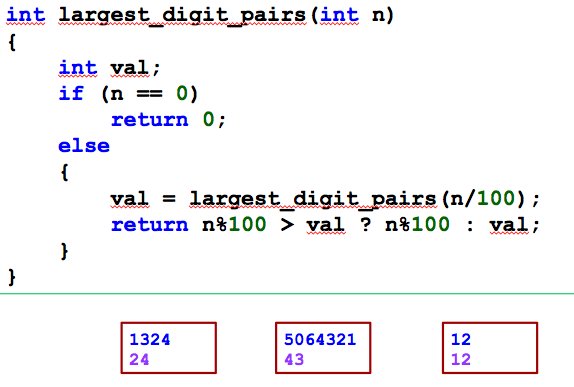 int largest_digit_pairs(int n)
{
    int val;
    if (n == 0)
        return 0;
    else
    {
        val = largest_digit_pairs(n/100);
        return n%100 > val ? n%100 : val;
    }
}
1324 5064321 12
24 43 12